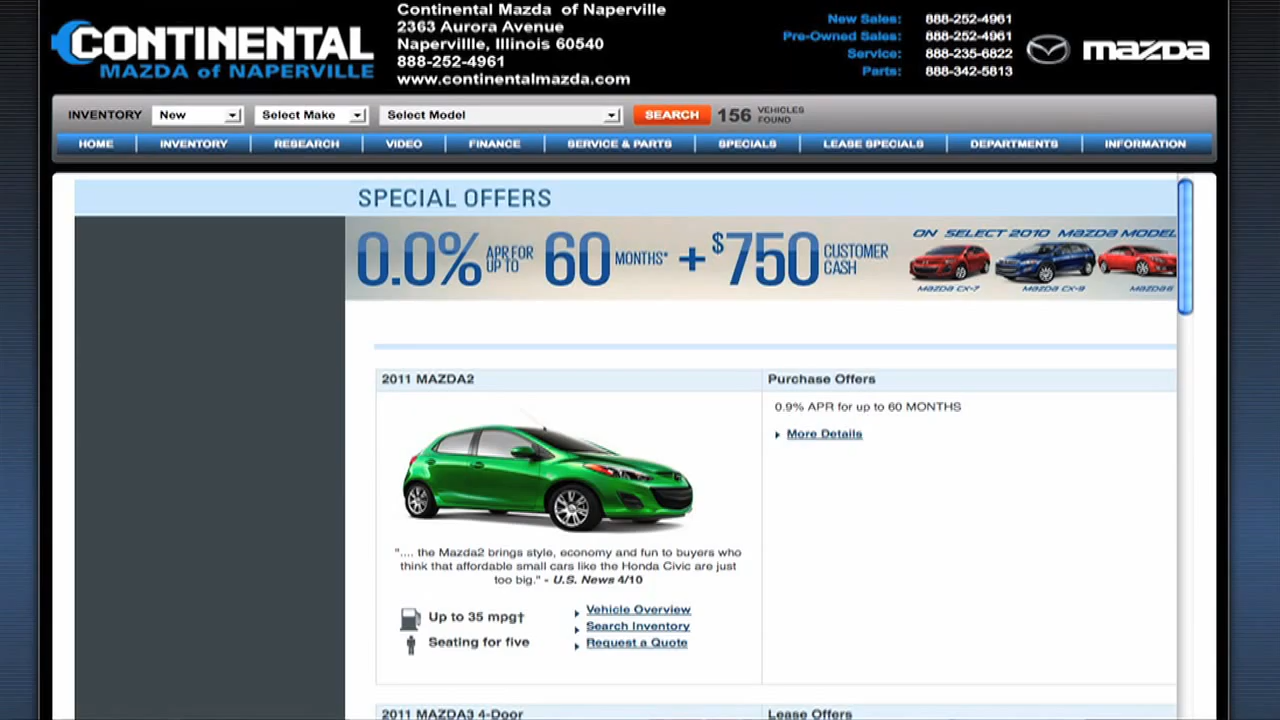 CONTINENTAL
MAZDA of NAPERVILLE
Continental Mazda of Naperville
2363 Aurora Avenue
Napervillle, Illinois 60540
888-252-4961
www.continentalmazda.com
New Sales: 888-252-4961
Pre-Owned Sales: 888-252-4961
Service: 888-235-6822
Parts: 888-342-5813
mazda
INVENTORY New Select Make Select Model SEARCH 156 VEHICLES FOUND
HOME INVENTORY RESEARCH VIDEO FINANCE SERVICE & PARTS SPECIALS LEASE SPECIALS DEPARTMENTS INFORMATION
SPECIAL OFFERS
0.0% APR FOR UP TO 60 MONTHS* + $750 CUSTOMER CASH
ON SELECT 2010 MAZDA MODEL
MAZDA CX-7 MAZDA CX-9 MAZDA6
2011 MAZDA2
Purchase Offers
0.9% APR for up to 60 MONTHS
More Details
".... the Mazda2 brings style, economy and fun to buyers who
think that affordable small cars like the Honda Civic are just
too big." - U.S. News 4/10
Up to 35 mpg†
Seating for five
Vehicle Overview
Search Inventory
Request a Quote
2011 MAZDA3 4-Door
Lease Offers